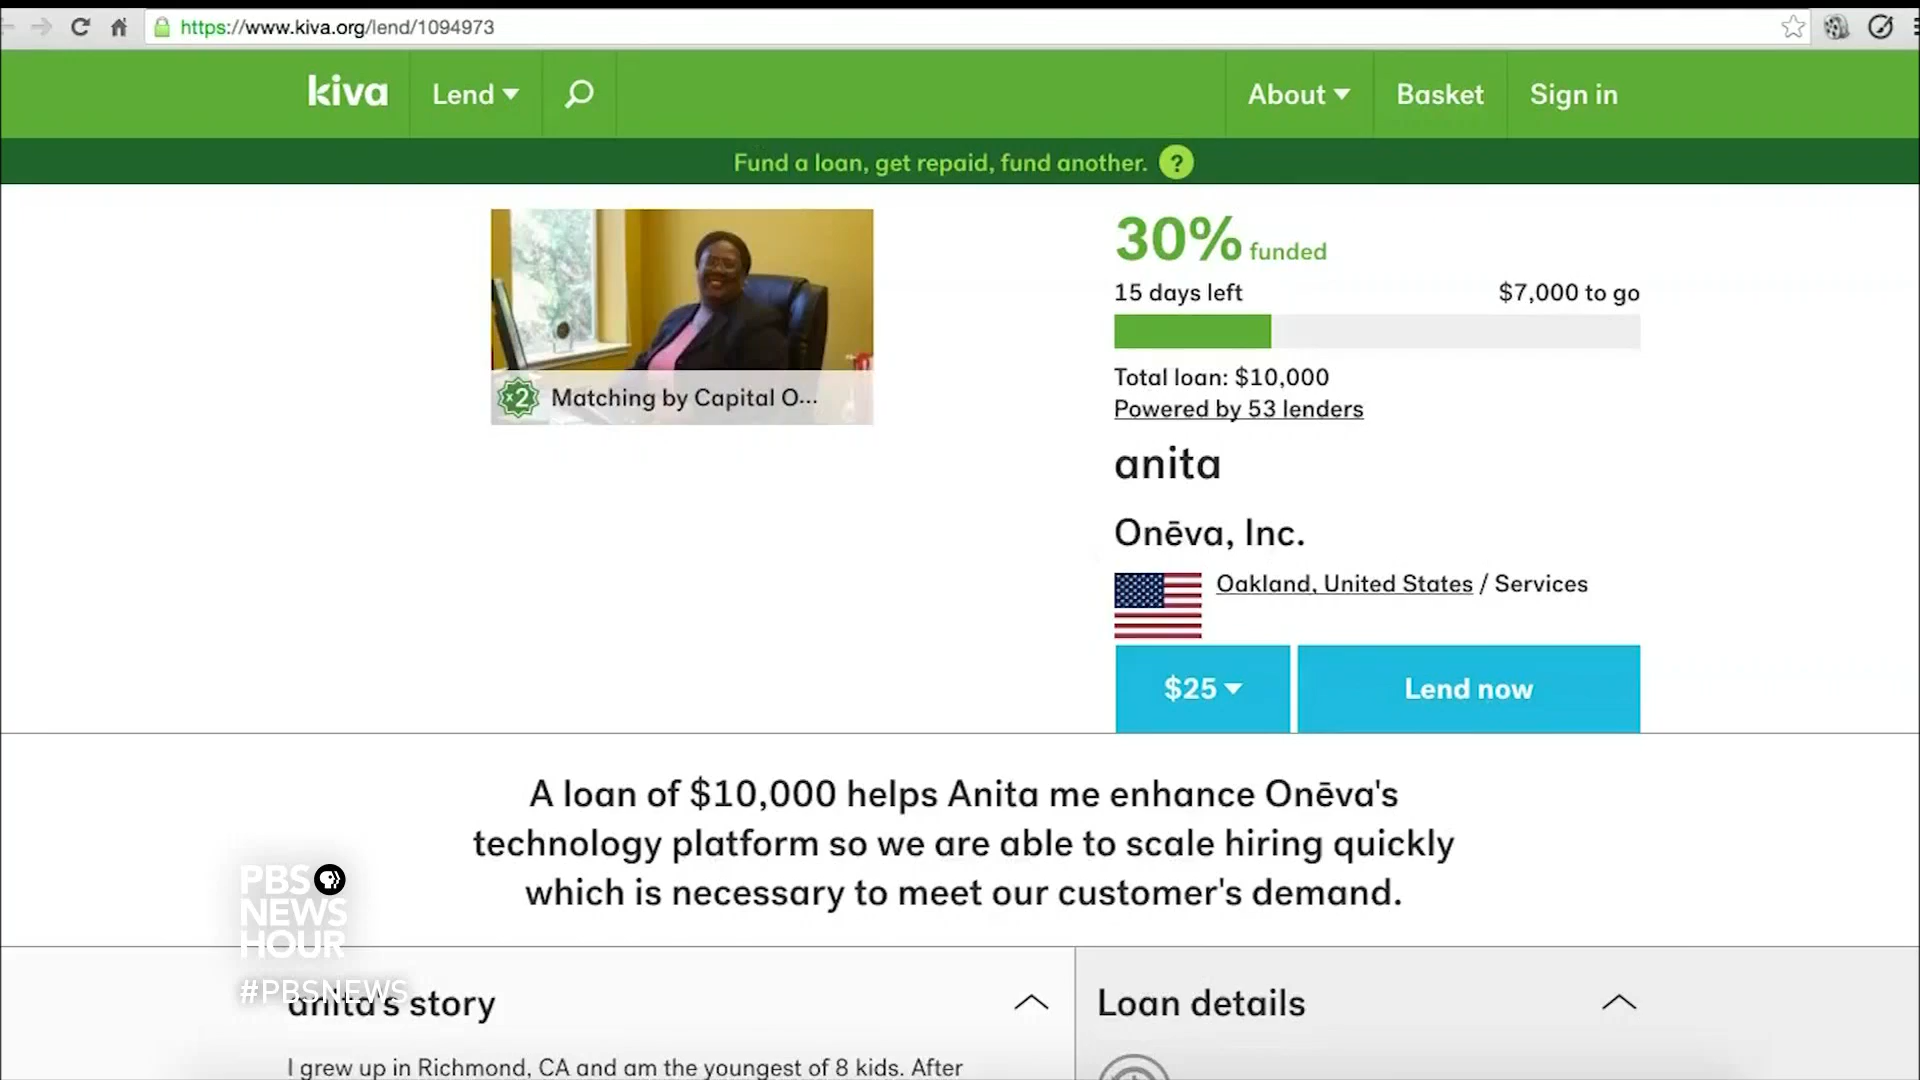 https://www.kiva.org/lend/1094973
kiva
Lend
About
Basket
Sign in
Fund a loan, get repaid, fund another. ?
30% funded
15 days left
$7,000 to go
Total loan: $10,000
Powered by 53 lenders
×2 Matching by Capital O...
anita
Onēva, Inc.
Oakland, United States / Services
$25
Lend now
A loan of $10,000 helps Anita me enhance Onēva's
technology platform so we are able to scale hiring quickly
which is necessary to meet our customer's demand.
PBS
NEWS
HOUR
#PBSNEWS
anita's story
Loan details
I grew up in Richmond, CA and am the youngest of 8 kids. After